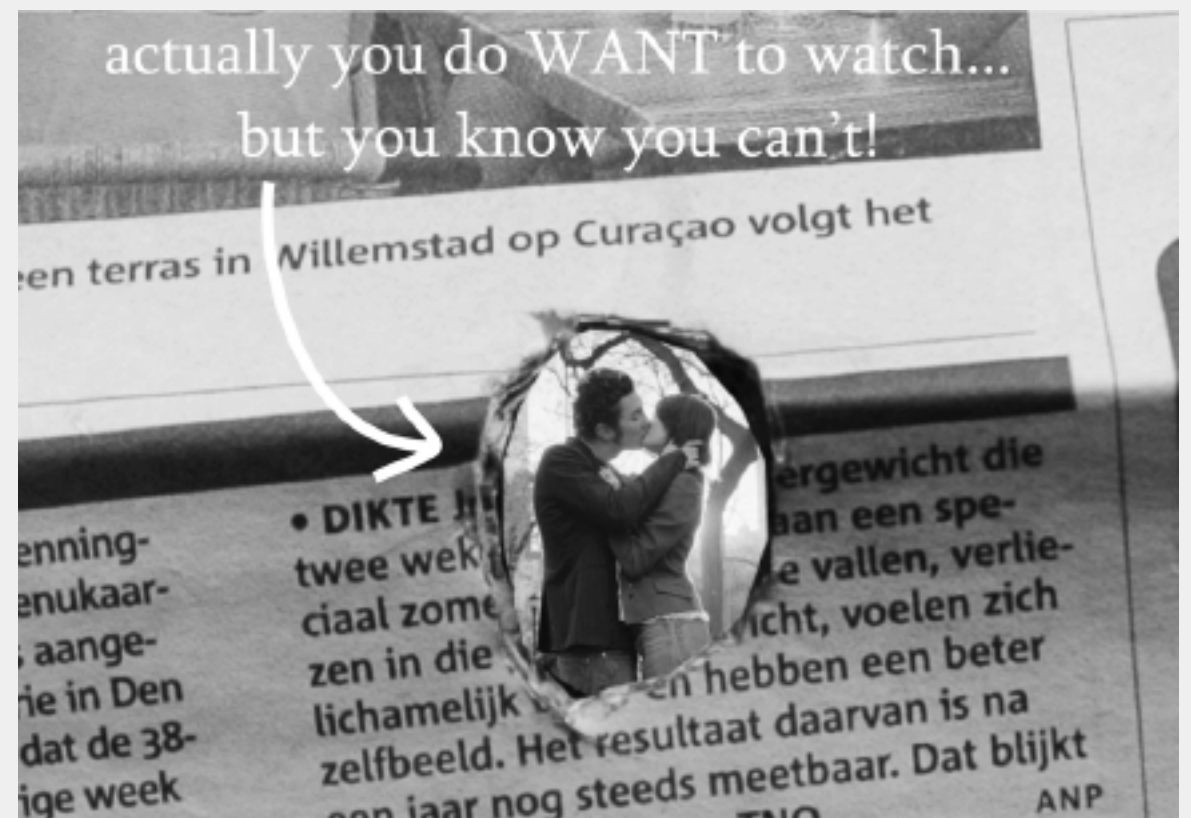 actually you do WANT to watch...
but you know you can't!
een terras in Willemstad op Curaçao volgt het
enning-
enukaar-
aange-
rie in Den
dat de 38-
ige week
• DIKTE ergewicht die
twee wek aan een spe-
ciaal zome e vallen, verlie-
zen in die icht, voelen zich
lichamelijk en hebben een beter
zelfbeeld. Het resultaat daarvan is na
een jaar nog steeds meetbaar. Dat blijkt
TNO
ANP